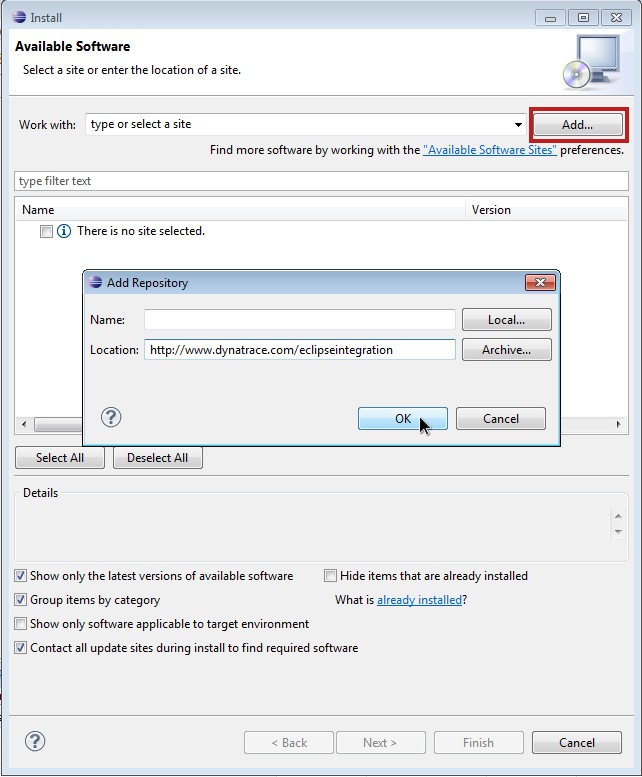 Install
Available Software
Select a site or enter the location of a site.
Work with: type or select a site Add...
Find more software by working with the "Available Software Sites" preferences.
type filter text
Name Version
There is no site selected.
Add Repository
Name: Local...
Location: http://www.dynatrace.com/eclipseintegration Archive...
? OK Cancel
Select All Deselect All
Details
Show only the latest versions of available software Hide items that are already installed
Group items by category What is already installed?
Show only software applicable to target environment
Contact all update sites during install to find required software
? < Back Next > Finish Cancel